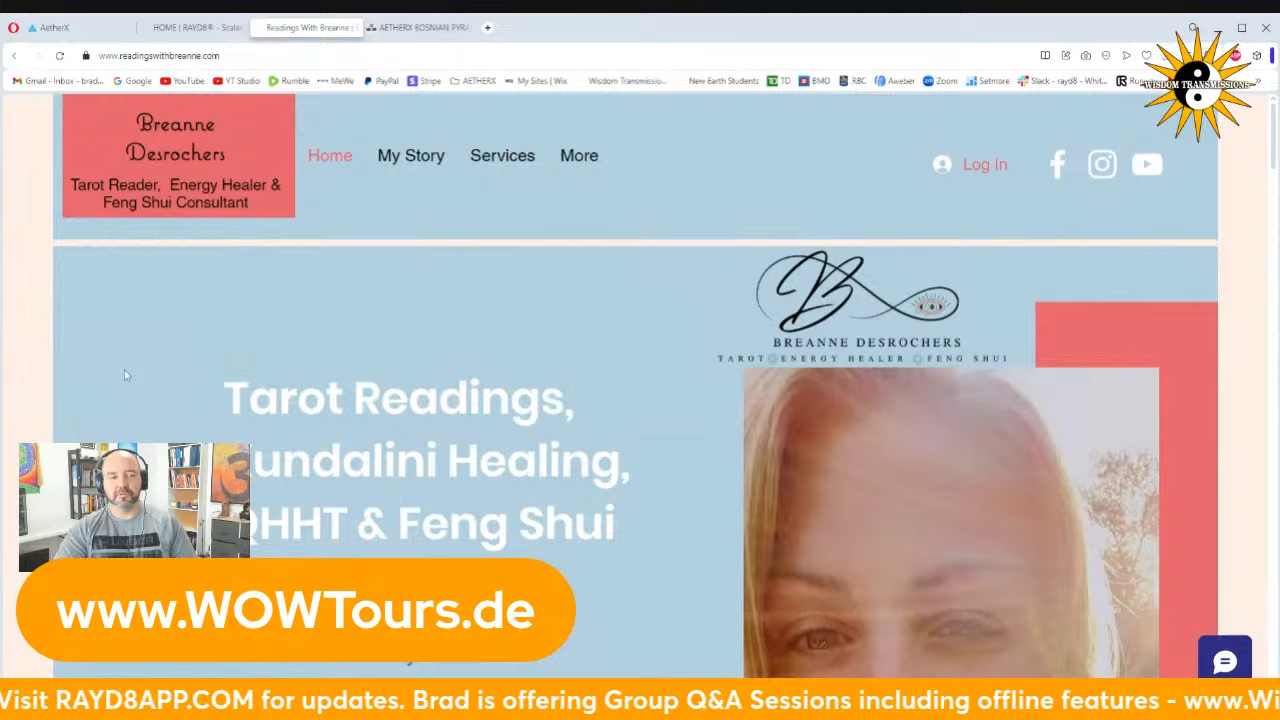 AetherX
HOME | RAYD8® - Scalar
Readings With Breanne |
AETHERX BOSNIAN PYRA
www.readingswithbreanne.com
Gmail - Inbox - brad...
Google
YouTube
YT Studio
Rumble
MeWe
PayPal
Stripe
AETHERX
My Sites | Wix
Wisdom Transmissio...
New Earth Students
TD
BMO
RBC
Aweber
Zoom
Setmore
Slack - rayd8 - Whit...
WISDOM TRANSMISSIONS
Breanne
Desrochers
Tarot Reader, Energy Healer &
Feng Shui Consultant
Home
My Story
Services
More
Log In
B
BREANNE DESROCHERS
TAROT ENERGY HEALER FENG SHUI
Tarot Readings,
undalini Healing,
QHHT & Feng Shui
3
www.WOWTours.de
Visit RAYD8APP.COM for updates. Brad is offering Group Q&A Sessions including offline features - www.Wi